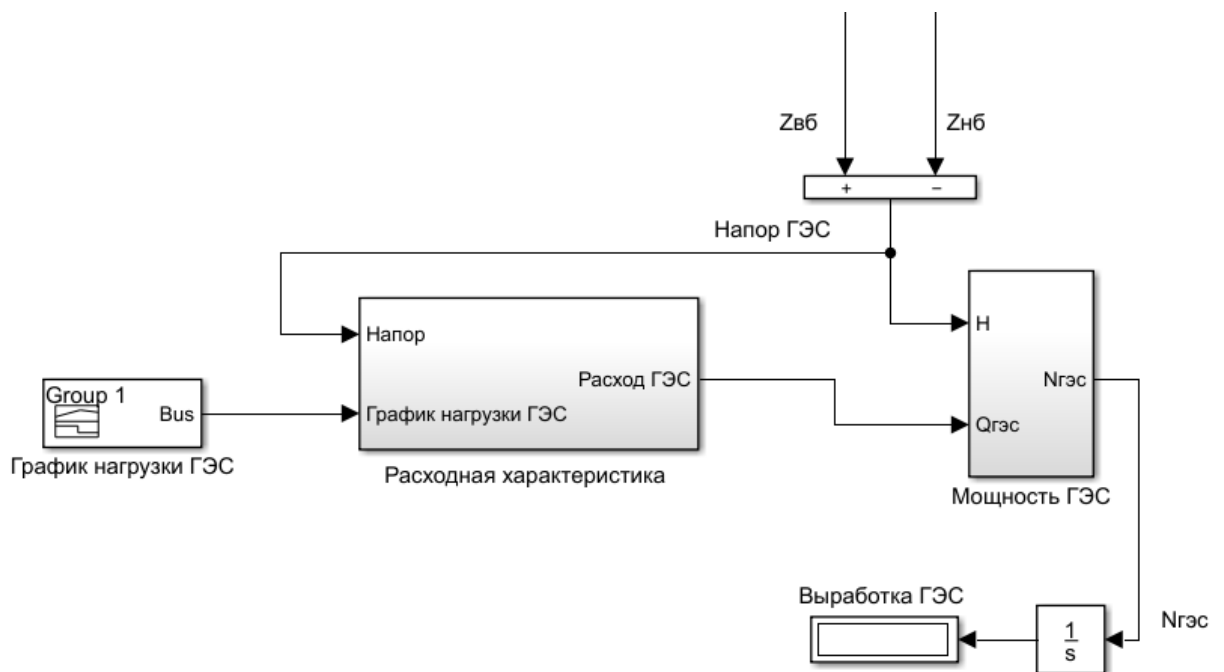 Zвб
Zнб
+
−
Напор ГЭС
Напор
H
Group 1
Bus
Расход ГЭС
Nгэс
График нагрузки ГЭС
Qгэс
График нагрузки ГЭС
Расходная характеристика
Мощность ГЭС
Выработка ГЭС
1
s
Nгэс